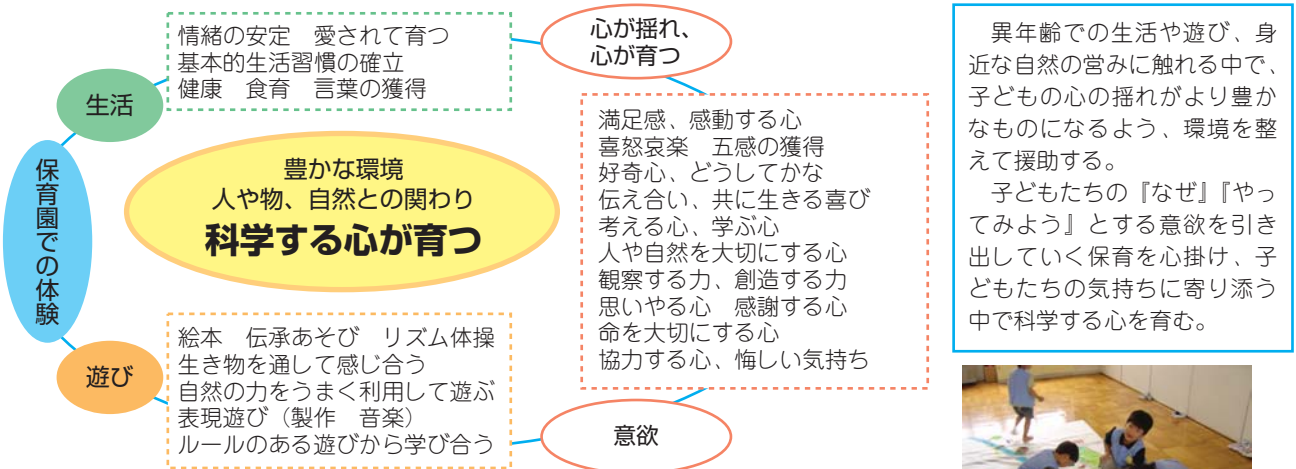 保育園での体験
生活
情緒の安定　愛されて育つ
基本的生活習慣の確立
健康　食育　言葉の獲得
豊かな環境
人や物、自然との関わり
科学する心が育つ
遊び
絵本　伝承あそび　リズム体操
生き物を通して感じ合う
自然の力をうまく利用して遊ぶ
表現遊び（製作　音楽）
ルールのある遊びから学び合う
心が揺れ、
心が育つ
満足感、感動する心
喜怒哀楽　五感の獲得
好奇心、どうしてかな
伝え合い、共に生きる喜び
考える心、学ぶ心
人や自然を大切にする心
観察する力、創造する力
思いやる心　感謝する心
命を大切にする心
協力する心、悔しい気持ち
意欲
異年齢での生活や遊び、身
近な自然の営みに触れる中で、
子どもの心の揺れがより豊か
なものになるよう、環境を整
えて援助する。
子どもたちの『なぜ』『やっ
てみよう』とする意欲を引き
出していく保育を心掛け、子
どもたちの気持ちに寄り添う
中で科学する心を育む。